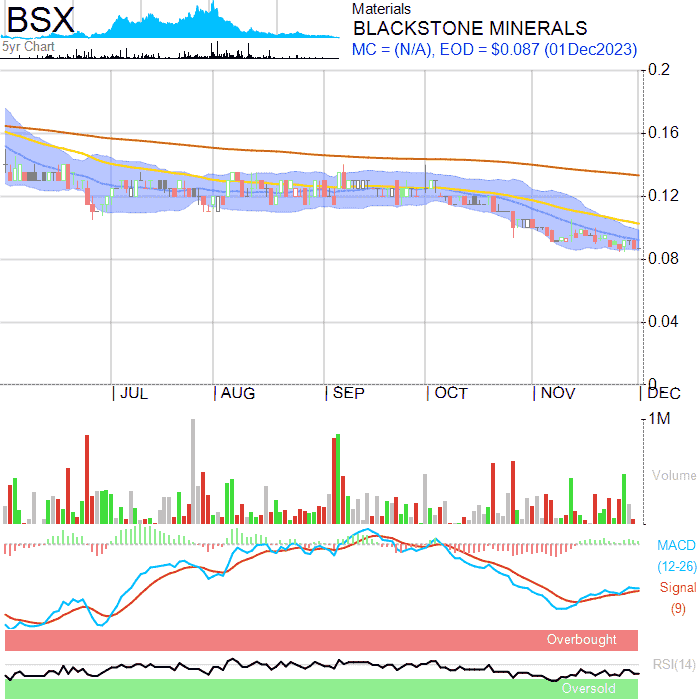 BSX
5yr Chart
Materials
BLACKSTONE MINERALS
MC = (N/A), EOD = $0.087 (01Dec2023)
0.2
0.16
0.12
0.08
0.04
0
JUL AUG SEP OCT NOV DEC
1M
Volume
MACD
(12-26)
Signal
(9)
Overbought
RSI(14)
Oversold